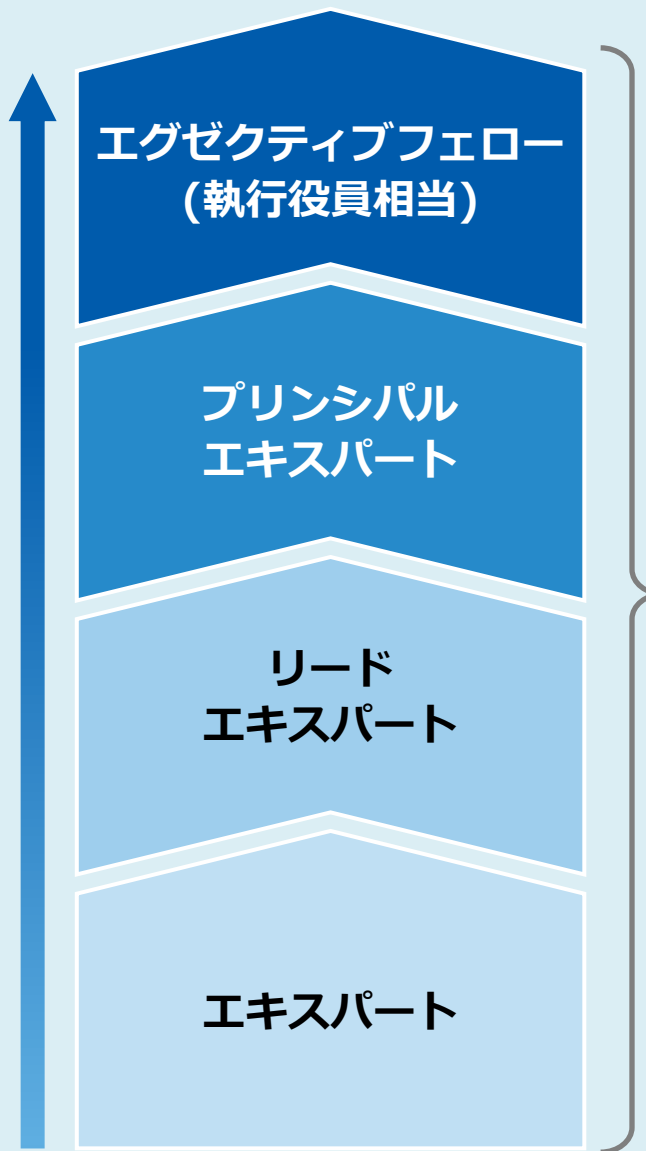 エグゼクティブフェロー
(執行役員相当)
プリンシパル
エキスパート
リード
エキスパート
エキスパート